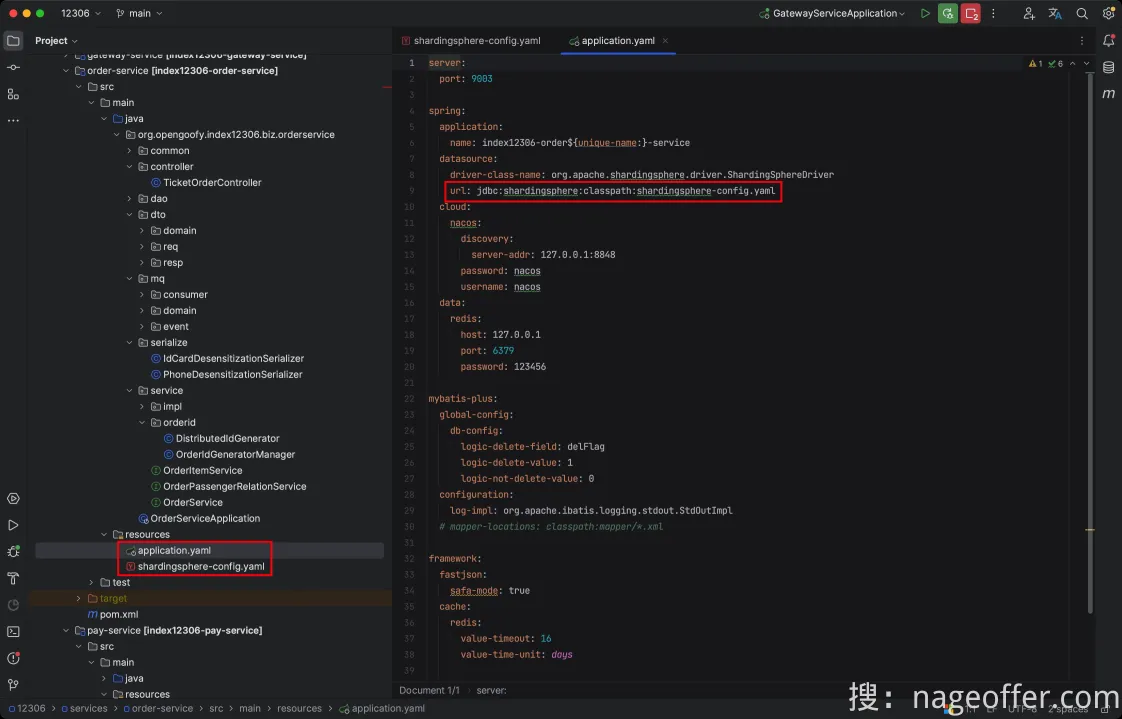 12306
main
GatewayServiceApplication
Project
shardingsphere-config.yaml
application.yaml
gateway-service [index12306-gateway-service]
order-service [index12306-order-service]
src
main
java
org.opengoofy.index12306.biz.orderservice
common
controller
TicketOrderController
dao
dto
domain
req
resp
mq
consumer
domain
event
serialize
IdCardDesensitizationSerializer
PhoneDesensitizationSerializer
service
impl
orderid
DistributedIdGenerator
OrderIdGeneratorManager
OrderItemService
OrderPassengerRelationService
OrderService
OrderServiceApplication
resources
application.yaml
shardingsphere-config.yaml
test
target
pom.xml
pay-service [index12306-pay-service]
src
main
java
resources
1 server:
2 port: 9003
3
4 spring:
5 application:
6 name: index12306-order${unique-name:}-service
7 datasource:
8 driver-class-name: org.apache.shardingsphere.driver.ShardingSphereDriver
9 url: jdbc:shardingsphere:classpath:shardingsphere-config.yaml
10 cloud:
11 nacos:
12 discovery:
13 server-addr: 127.0.0.1:8848
14 password: nacos
15 username: nacos
16 data:
17 redis:
18 host: 127.0.0.1
19 port: 6379
20 password: 123456
21
22 mybatis-plus:
23 global-config:
24 db-config:
25 logic-delete-field: delFlag
26 logic-delete-value: 1
27 logic-not-delete-value: 0
28 configuration:
29 log-impl: org.apache.ibatis.logging.stdout.StdOutImpl
30 # mapper-locations: classpath:mapper/*.xml
31
32 framework:
33 fastjson:
34 safa-mode: true
35 cache:
36 redis:
37 value-timeout: 16
38 value-time-unit: days
39
1 6
Document 1/1 server:
12306 services order-service src main resources application.yaml
1:1 LF UTF-8 2 spaces
搜：nageoffer.com